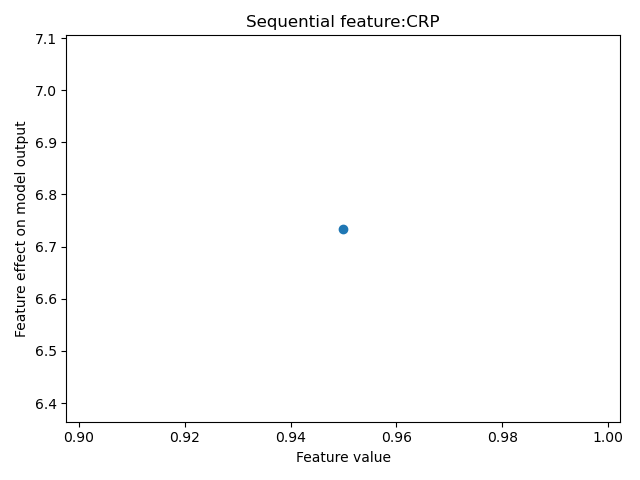 Sequential feature:CRP
7.1
7.0
6.9
6.8
6.7
6.6
6.5
6.4
Feature effect on model output
0.90 0.92 0.94 0.96 0.98 1.00
Feature value